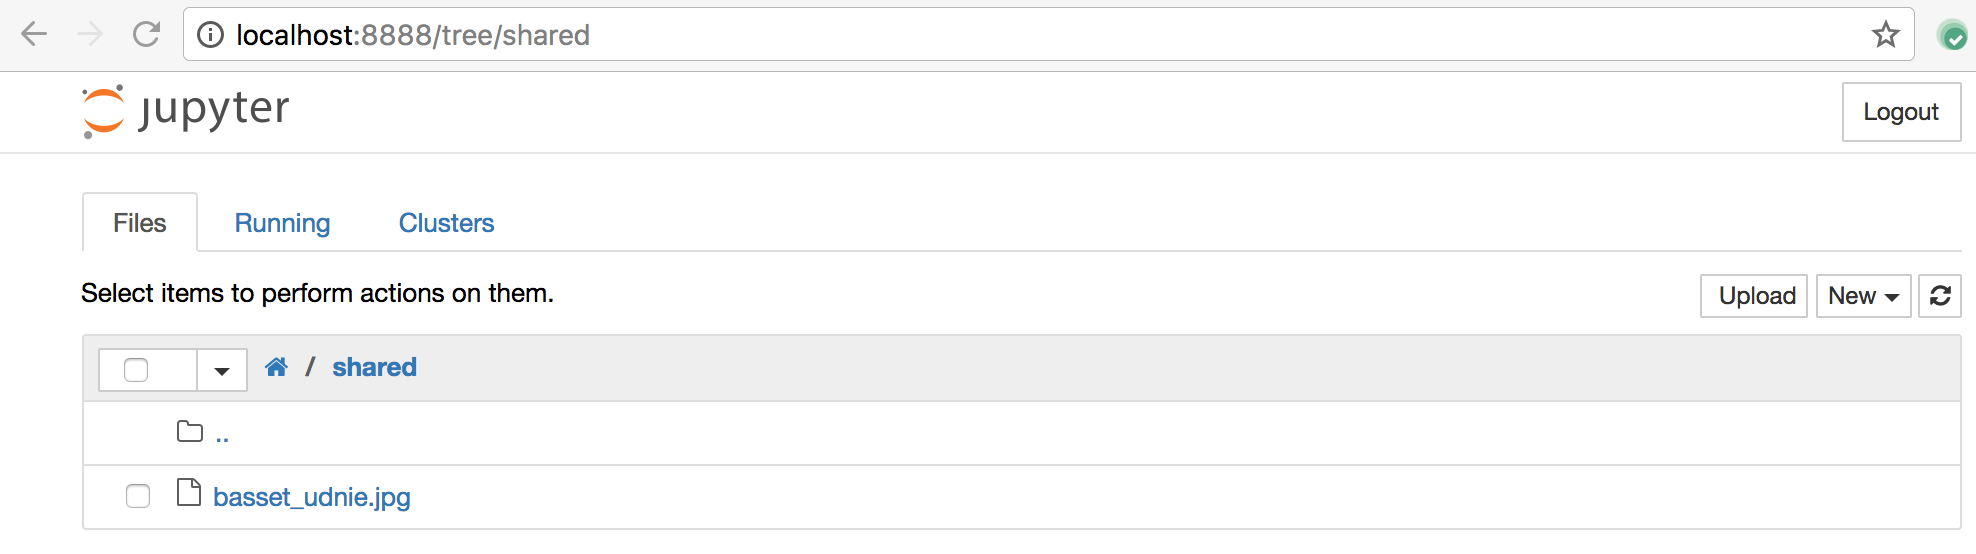 localhost:8888/tree/shared
jupyter
Logout
Files Running Clusters
Select items to perform actions on them.
Upload New
/ shared
..
basset_udnie.jpg